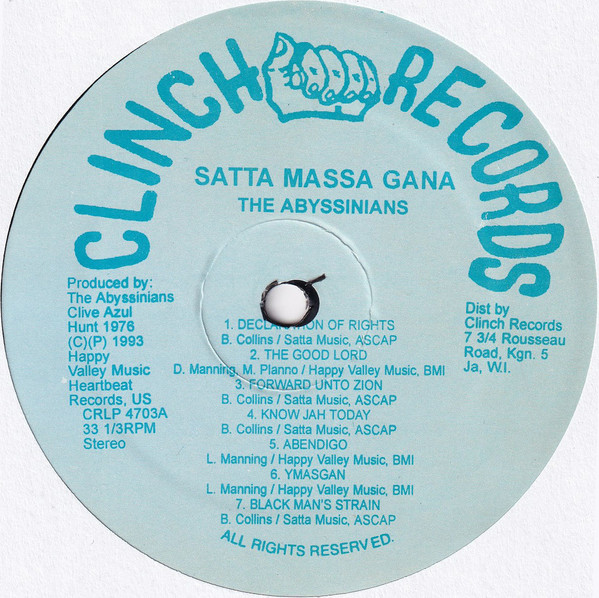 CLINCH RECORDS
SATTA MASSA GANA
THE ABYSSINIANS
Produced by:
The Abyssinians
Clive Azul
Hunt 1976
(C)(P) 1993
Happy
Valley Music
Heartbeat
Records, US
CRLP 4703A
33 1/3RPM
Stereo
Dist by
Clinch Records
7 3/4 Rousseau
Road, Kgn. 5
Ja, W.I.
1. DECLARATION OF RIGHTS
B. Collins / Satta Music, ASCAP
2. THE GOOD LORD
D. Manning, M. Planno / Happy Valley Music, BMI
3. FORWARD UNTO ZION
B. Collins / Satta Music, ASCAP
4. KNOW JAH TODAY
B. Collins / Satta Music, ASCAP
5. ABENDIGO
L. Manning / Happy Valley Music, BMI
6. YMASGAN
L. Manning / Happy Valley Music, BMI
7. BLACK MAN'S STRAIN
B. Collins / Satta Music, ASCAP
ALL RIGHTS RESERVED.